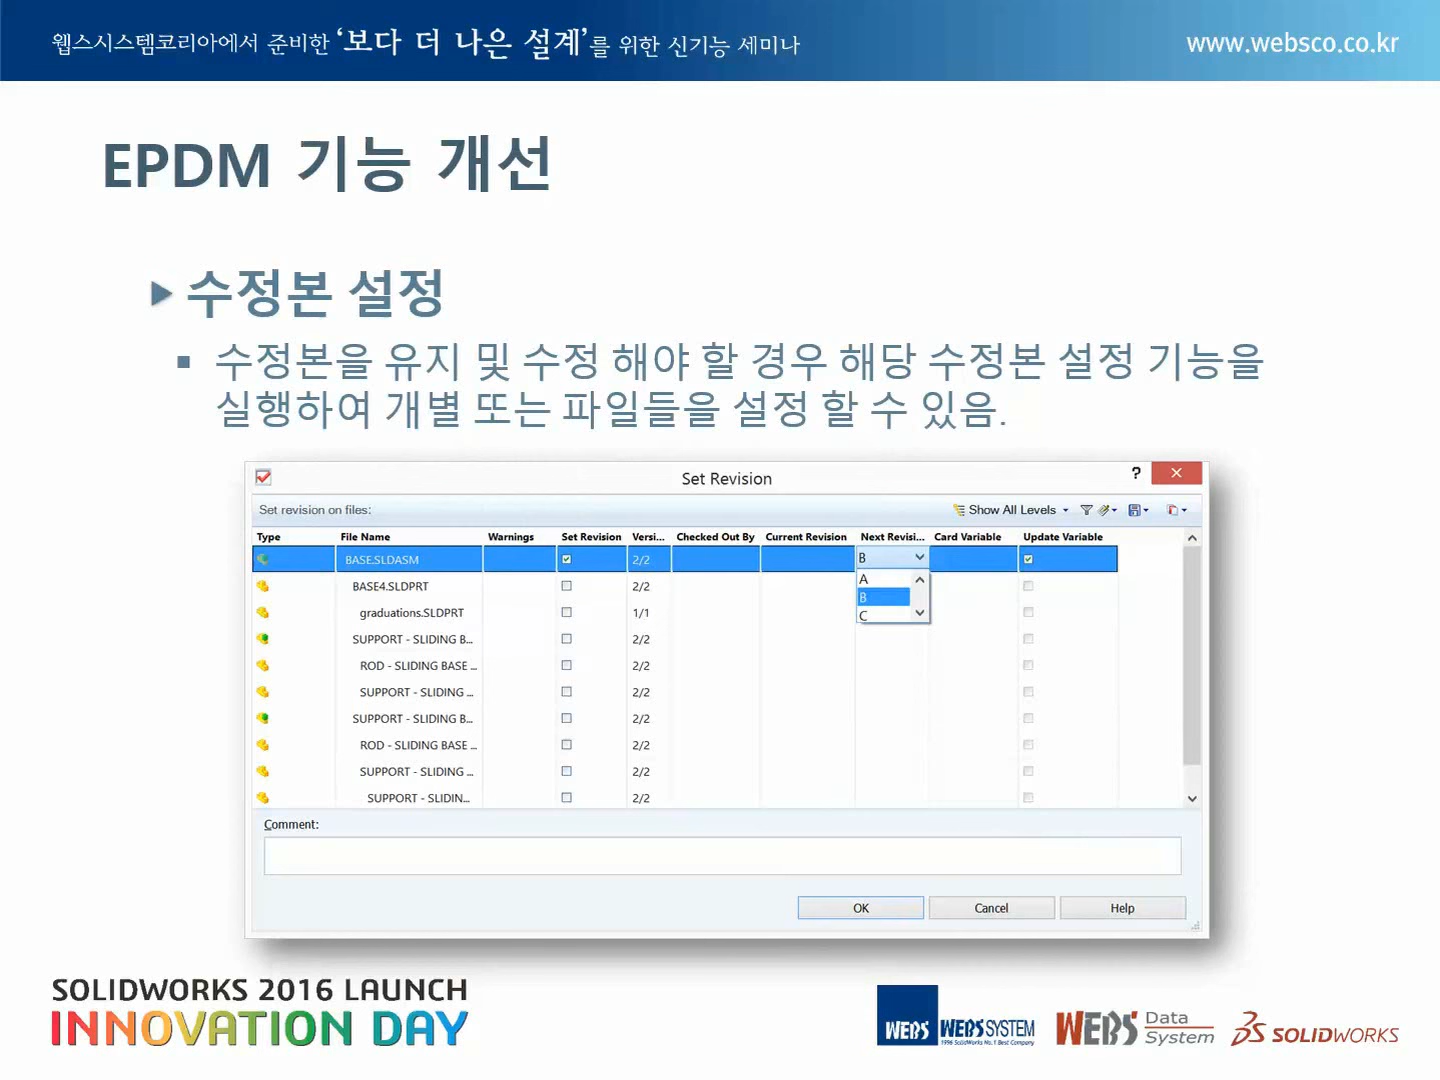 웹스시스템코리아에서 준비한 '보다 더 나은 설계'를 위한 신기능 세미나
www.websco.co.kr
EPDM 기능 개선
수정본 설정
수정본을 유지 및 수정 해야 할 경우 해당 수정본 설정 기능을
실행하여 개별 또는 파일들을 설정 할 수 있음.
Set Revision
Set revision on files:
Show All Levels
Type File Name Warnings Set Revision Versi... Checked Out By Current Revision Next Revisi... Card Variable Update Variable
BASE.SLDASM 2/2 B
A
BASE4.SLDPRT 2/2
B
graduations.SLDPRT 1/1
C
SUPPORT - SLIDING B... 2/2
ROD - SLIDING BASE ... 2/2
SUPPORT - SLIDING ... 2/2
SUPPORT - SLIDING B... 2/2
ROD - SLIDING BASE ... 2/2
SUPPORT - SLIDING ... 2/2
SUPPORT - SLIDIN... 2/2
Comment:
OK Cancel Help
SOLIDWORKS 2016 LAUNCH
INNOVATION DAY
WEBS WEBSSYSTEM
1996 SolidWorks No.1 Best Company
WEBS Data System
SOLIDWORKS